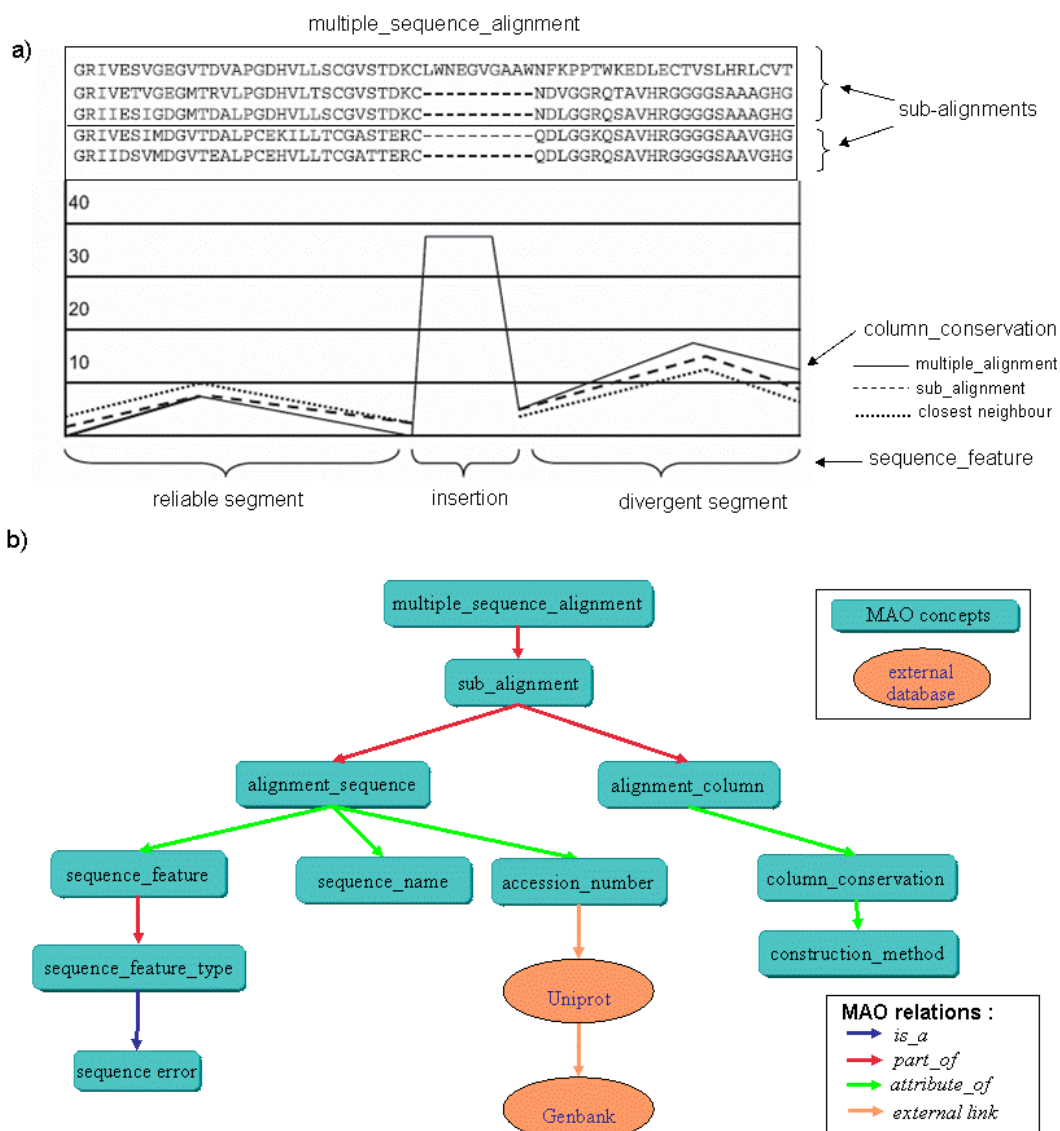 multiple_sequence_alignment
a)
GRIVESVGEGVTDVAPGDHVLLSCGVSTDKCLWNEGVGAAWNFKPPTWKEDLECTVSLHRLCVT
GRIVETVGEGMTRVLPGDHVLTSCGVSTDKC----------NDVGGRQTAVHRGGGGSAAAGHG
GRIIESIGDGMTDALPGDHVLLSCGVSTDKC----------NDLGGRQSAVHRGGGGSAAAGHG
GRIVESIMDGVTDALPCEKILLTCGASTERC----------QDLGGKQSAVHRGGGGSAAVGHG
GRIIDSVMDGVTEALPCEHVLLTCGATTERC----------QDLGGRQSAVHRGGGGSAAVGHG
sub-alignments
40
30
20
10
column_conservation
multiple_alignment
sub_alignment
closest neighbour
sequence_feature
reliable segment
insertion
divergent segment
b)
multiple_sequence_alignment
MAO concepts
external
database
sub_alignment
alignment_sequence
alignment_column
sequence_feature
sequence_name
accession_number
column_conservation
sequence_feature_type
construction_method
Uniprot
sequence error
Genbank
MAO relations :
is_a
part_of
attribute_of
external link